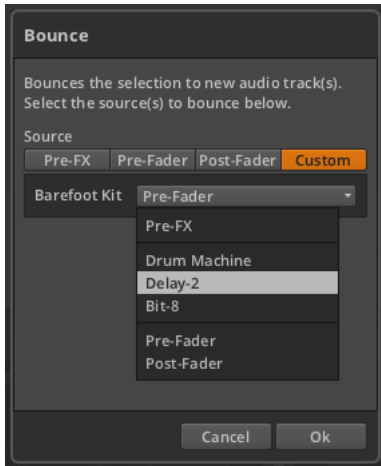 Bounce
Bounces the selection to new audio track(s).
Select the source(s) to bounce below.
Source
Pre-FX Pre-Fader Post-Fader Custom
Barefoot Kit Pre-Fader
Pre-FX
Drum Machine
Delay-2
Bit-8
Pre-Fader
Post-Fader
Cancel Ok